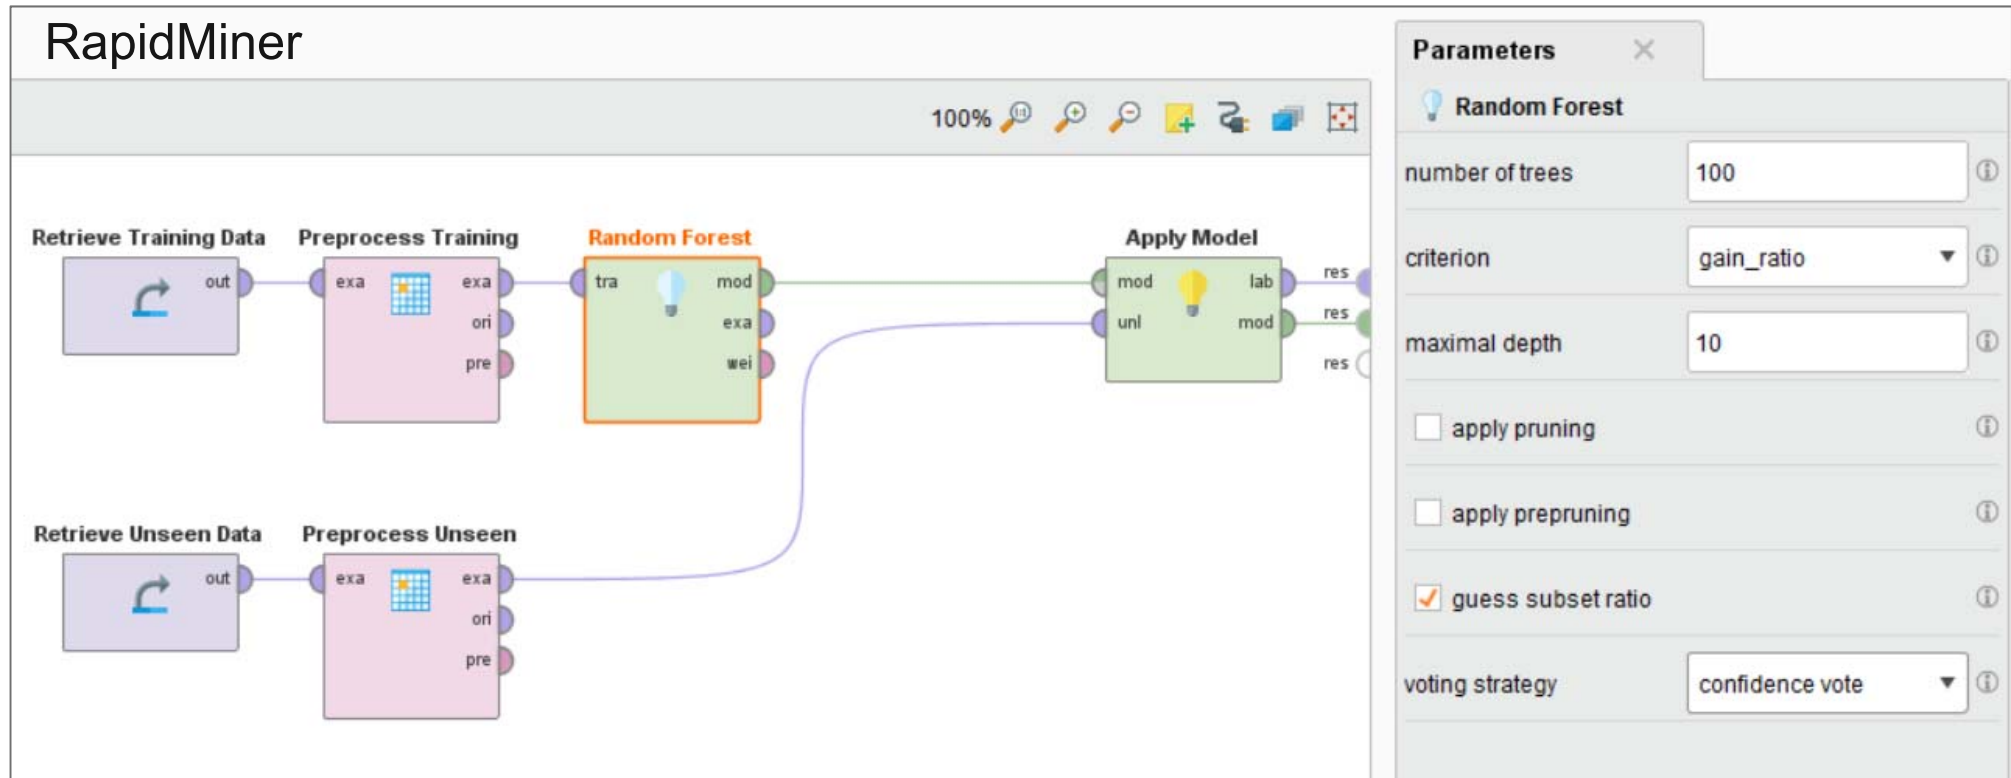 RapidMiner
100%
Retrieve Training Data
out
Preprocess Training
exa exa
ori
pre
Random Forest
tra mod
exa
wei
Apply Model
mod lab
unl mod
res
res
res
Retrieve Unseen Data
out
Preprocess Unseen
exa exa
ori
pre
Parameters
Random Forest
number of trees 100
criterion gain_ratio
maximal depth 10
apply pruning
apply prepruning
guess subset ratio
voting strategy confidence vote